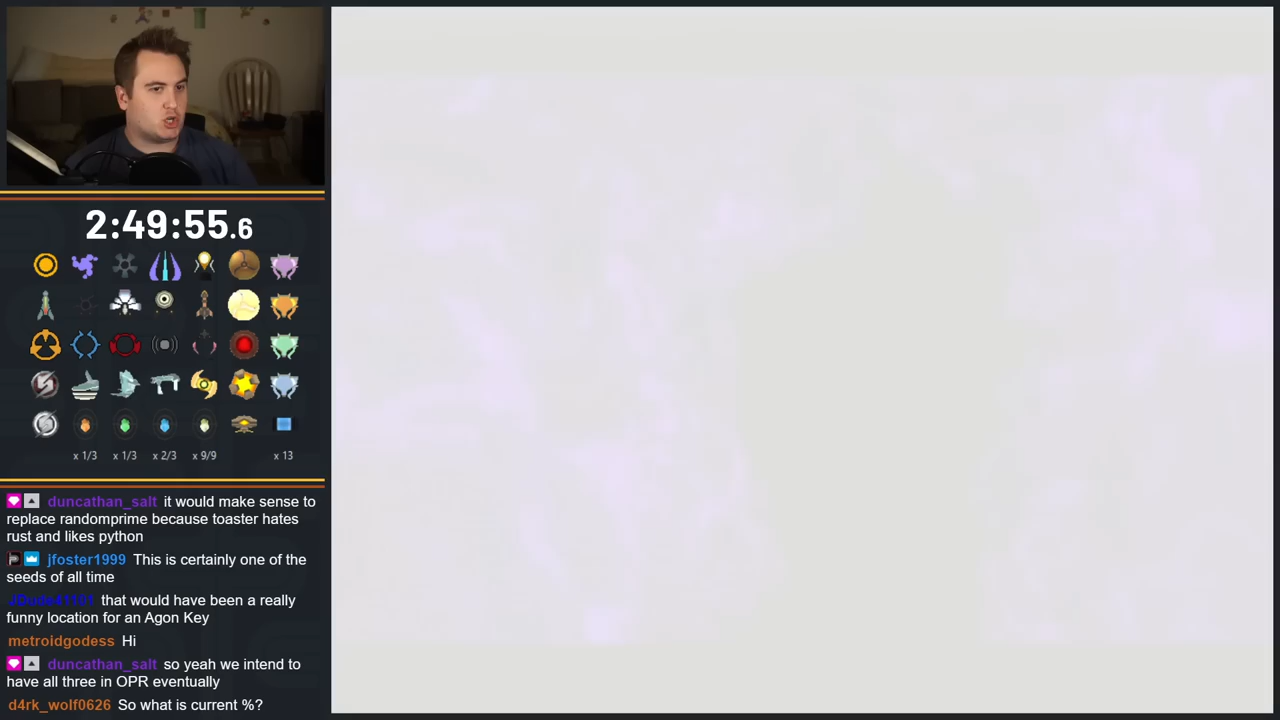 2:49:55.6
x 1/3
x 1/3
x 2/3
x 9/9
x 13
duncathan_salt it would make sense to
replace randomprime because toaster hates
rust and likes python
jfoster1999 This is certainly one of the
seeds of all time
that would have been a really
funny location for an Agon Key
metroidgodess Hi
duncathan_salt so yeah we intend to
have all three in OPR eventually
d4rk_wolf0626 So what is current %?